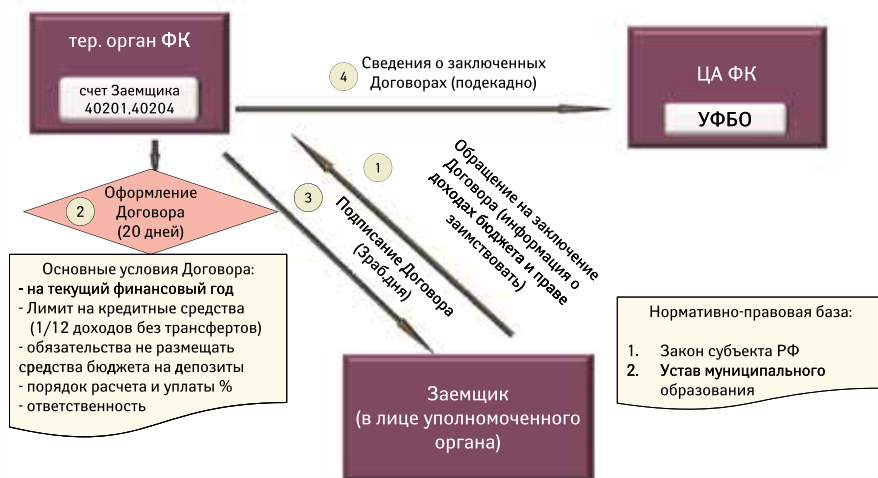 тер. орган ФК
счет Заемщика
40201,40204
4
Сведения о заключенных
Договорах (подекадно)
ЦА ФК
УФБО
1
Обращение на заключение
Договора (информация о
доходах бюджета и праве
заимствовать)
3
Подписание Договора
(3раб.дня)
2
Оформление
Договора
(20 дней)
Основные условия Договора:
- на текущий финансовый год
- Лимит на кредитные средства
(1/12 доходов без трансфертов)
- обязательства не размещать
средства бюджета на депозиты
- порядок расчета и уплаты %
- ответственность
Заемщик
(в лице уполномоченного
органа)
Нормативно-правовая база:
1. Закон субъекта РФ
2. Устав муниципального
образования